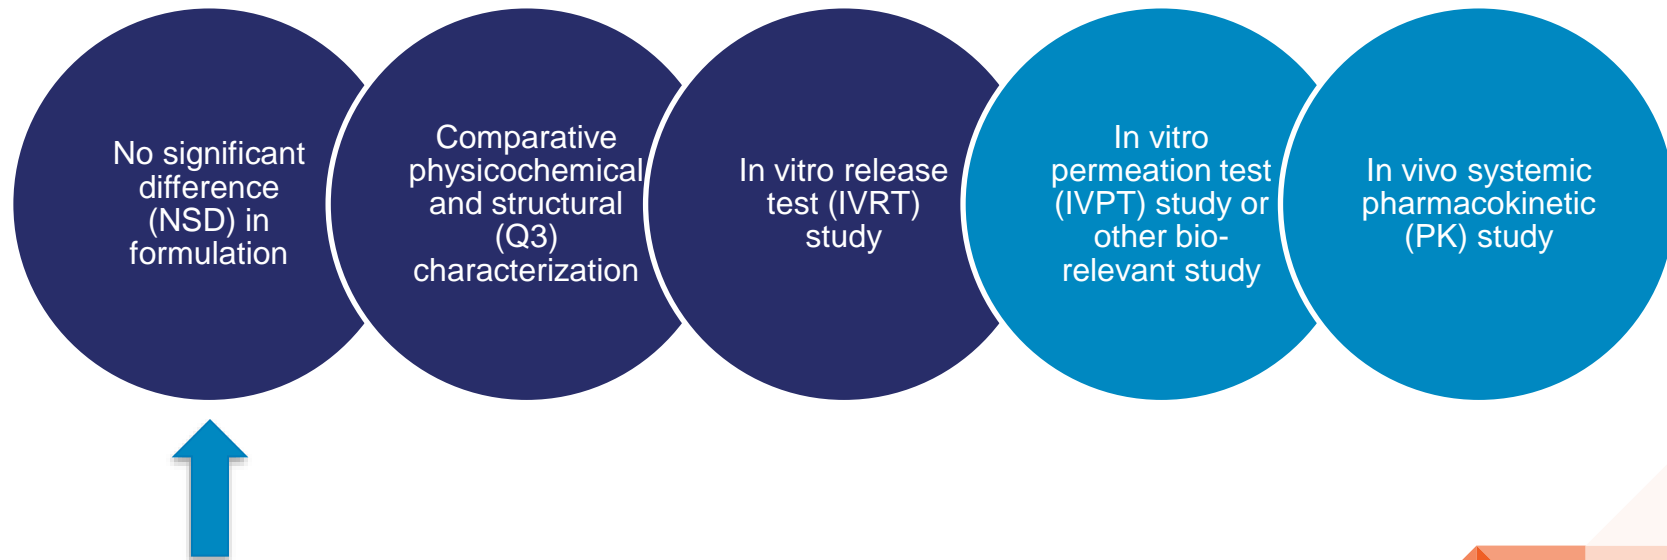 No significant
difference
(NSD) in
formulation
Comparative
physicochemical
and structural
(Q3)
characterization
In vitro release
test (IVRT)
study
In vitro
permeation test
(IVPT) study or
other bio-
relevant study
In vivo systemic
pharmacokinetic
(PK) study